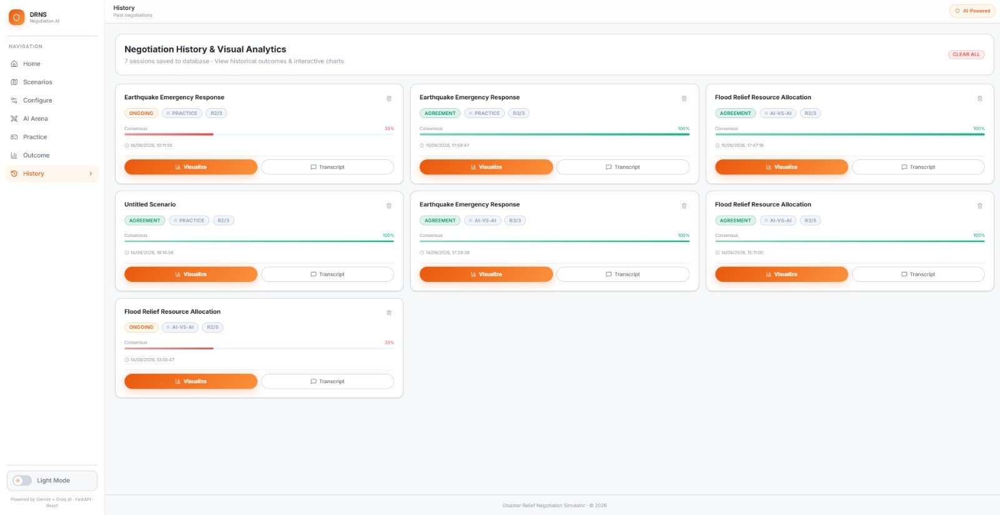 DRNS
Negotiation AI
NAVIGATION
Home
Scenarios
Configure
AI Arena
Practice
Outcome
History
Light Mode
Powered by Gemini • Groq AI · FastAPI ·
React
History
Past negotiations
AI-Powered
Negotiation History & Visual Analytics
7 sessions saved to database · View historical outcomes & interactive charts
CLEAR ALL
Earthquake Emergency Response
ONGOING PRACTICE R2/3
Consensus 33%
16/09/2026, 10:11:55
Visualize Transcript
Earthquake Emergency Response
AGREEMENT PRACTICE R3/3
Consensus 100%
15/09/2026, 17:59:47
Visualize Transcript
Flood Relief Resource Allocation
AGREEMENT AI-VS-AI R2/3
Consensus 100%
15/09/2026, 17:47:19
Visualize Transcript
Untitled Scenario
AGREEMENT PRACTICE R2/3
Consensus 100%
14/09/2026, 18:16:56
Visualize Transcript
Earthquake Emergency Response
AGREEMENT AI-VS-AI R3/3
Consensus 100%
14/09/2026, 17:28:38
Visualize Transcript
Flood Relief Resource Allocation
AGREEMENT AI-VS-AI R3/5
Consensus 100%
14/09/2026, 15:11:00
Visualize Transcript
Flood Relief Resource Allocation
ONGOING AI-VS-AI R2/5
Consensus 33%
14/09/2026, 13:55:47
Visualize Transcript
Disaster Relief Negotiation Simulator · © 2026